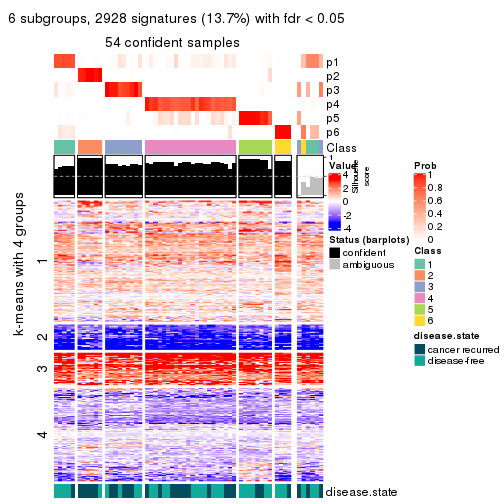 6 subgroups, 2928 signatures (13.7%) with fdr < 0.05
54 confident samples
p1
p2
p3
p4
p5
p6
Class
1
Silhouette
score
k-means with 4 groups
1
2
3
4
disease.state
Value
4
2
0
-2
-4
Status (barplots)
confident
ambiguous
Prob
1
0.8
0.6
0.4
0.2
0
Class
1
2
3
4
5
6
disease.state
cancer recurred
disease-free